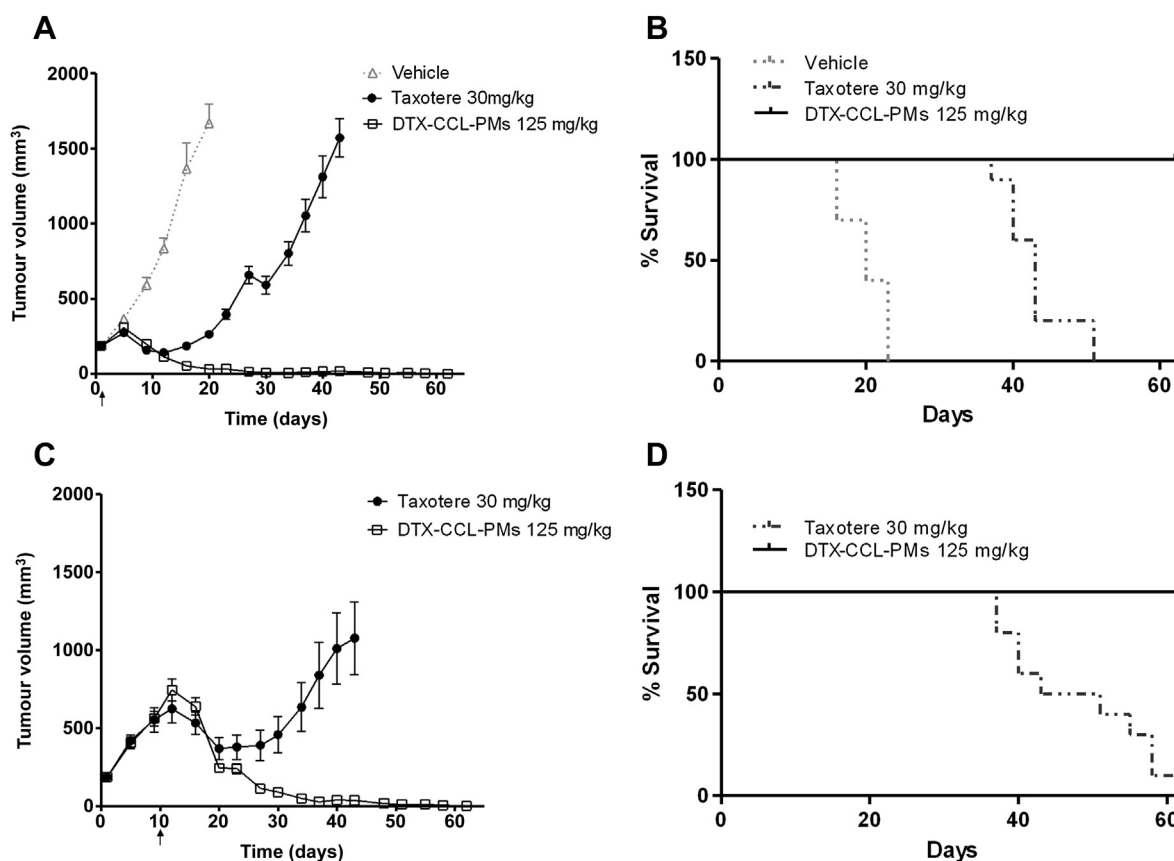 A
Tumour volume (mm³)
2000
1500
1000
500
0
Vehicle
Taxotere 30mg/kg
DTX-CCL-PMs 125 mg/kg
0 10 20 30 40 50 60
Time (days)
B
% Survival
150
100
50
0
Vehicle
Taxotere 30 mg/kg
DTX-CCL-PMs 125 mg/kg
0 20 40 60
Days
C
Tumour volume (mm³)
2000
1500
1000
500
0
Taxotere 30 mg/kg
DTX-CCL-PMs 125 mg/kg
0 10 20 30 40 50 60
Time (days)
D
% Survival
150
100
50
0
Taxotere 30 mg/kg
DTX-CCL-PMs 125 mg/kg
0 20 40 60
Days